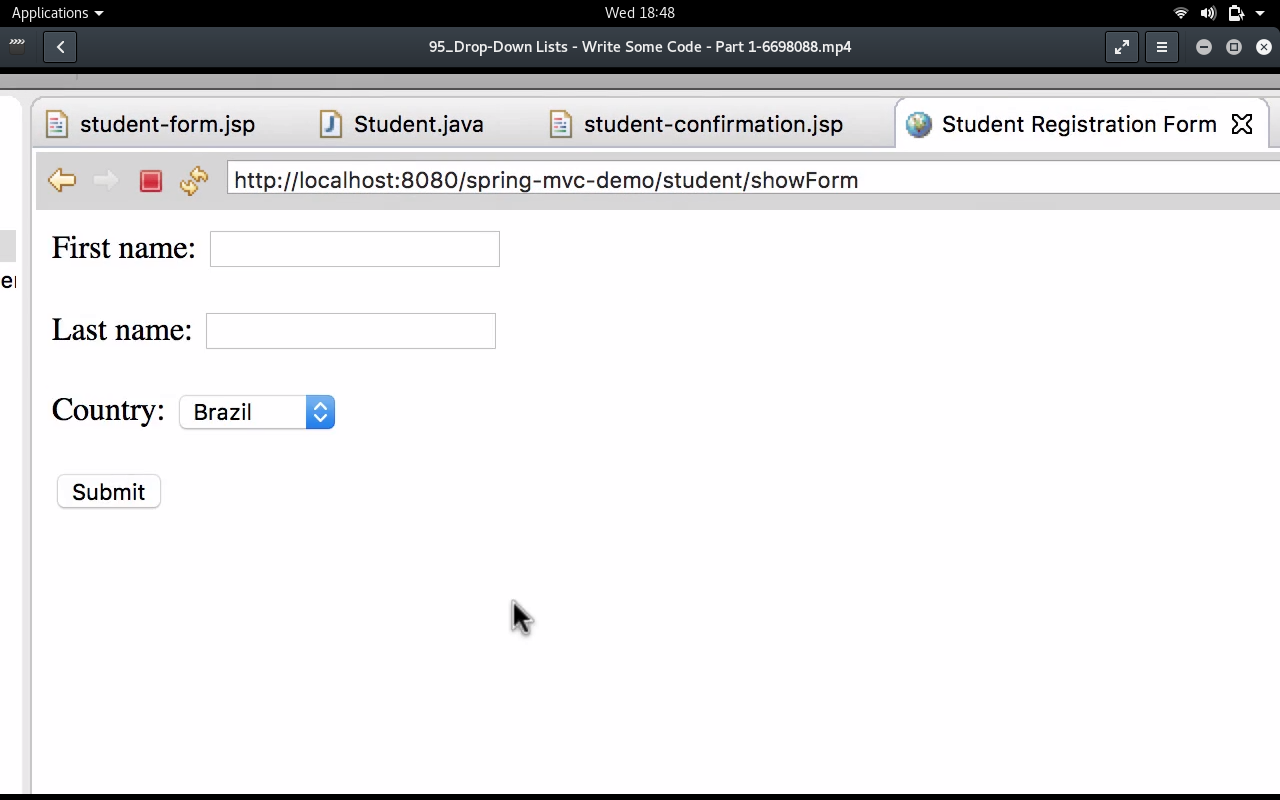 Applications
Wed 18:48
95_Drop-Down Lists - Write Some Code - Part 1-6698088.mp4
student-form.jsp
Student.java
student-confirmation.jsp
Student Registration Form
http://localhost:8080/spring-mvc-demo/student/showForm
First name:
er
Last name:
Country:
Brazil
Submit